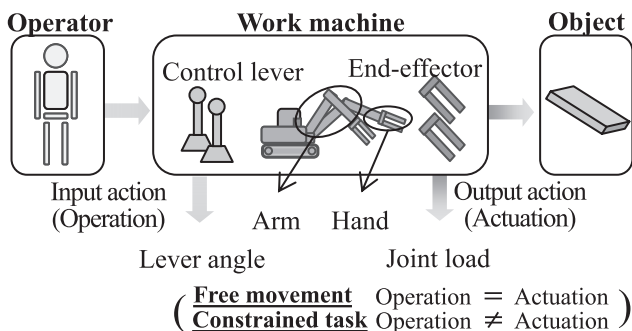 Operator
Work machine
Object
Control lever
End-effector
Input action
(Operation)
Arm
Hand
Output action
(Actuation)
Lever angle
Joint load
( Free movement Operation = Actuation
Constrained task Operation ≠ Actuation )